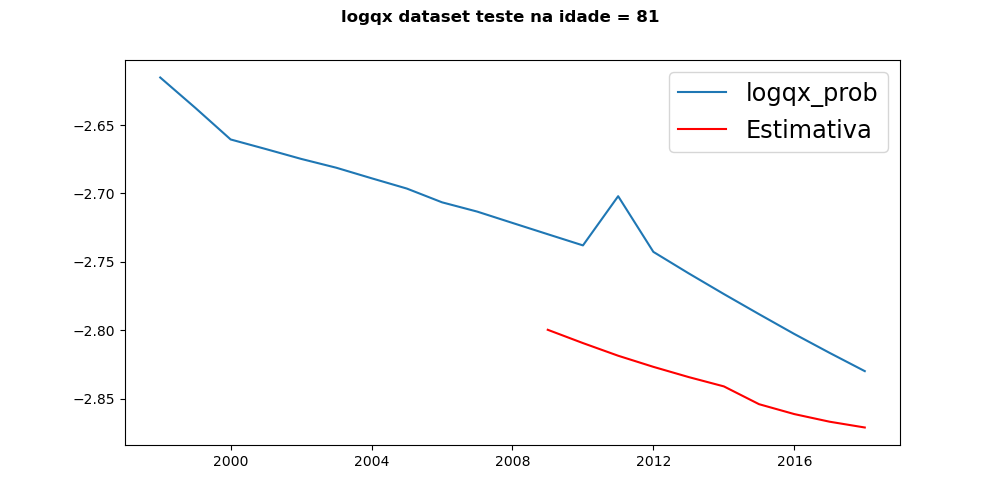 logqx dataset teste na idade = 81
logqx_prob
Estimativa
−2.65
−2.70
−2.75
−2.80
−2.85
2000 2004 2008 2012 2016